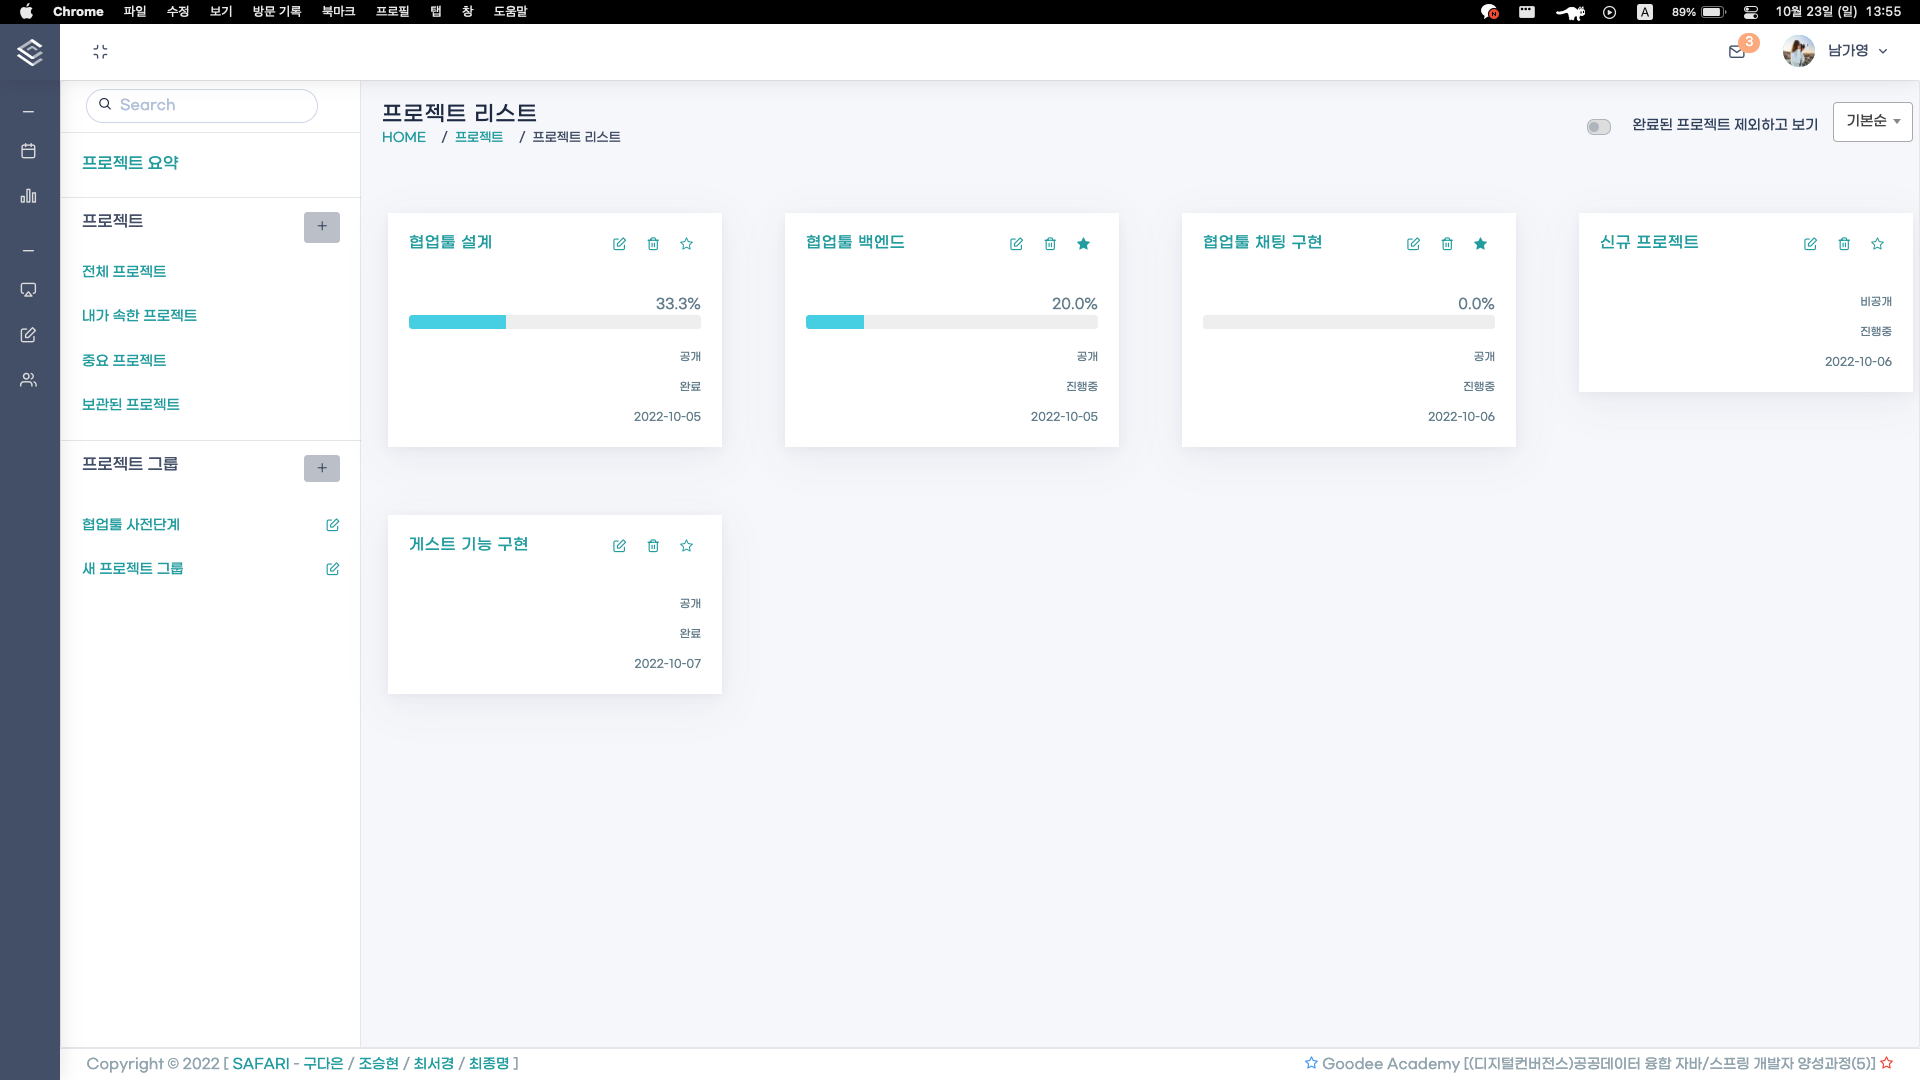 Chrome 파일 수정 보기 방문 기록 북마크 프로필 탭 창 도움말
A 89% 10월 23일 (일) 13:55
3
남가영
Search
프로젝트 요약
프로젝트
+
전체 프로젝트
내가 속한 프로젝트
중요 프로젝트
보관된 프로젝트
프로젝트 그룹
+
협업툴 사전단계
새 프로젝트 그룹
프로젝트 리스트
HOME / 프로젝트 / 프로젝트 리스트
완료된 프로젝트 제외하고 보기
기본순
협업툴 설계
33.3%
공개
완료
2022-10-05
협업툴 백엔드
20.0%
공개
진행중
2022-10-05
협업툴 채팅 구현
0.0%
공개
진행중
2022-10-06
신규 프로젝트
비공개
진행중
2022-10-06
게스트 기능 구현
공개
완료
2022-10-07
Copyright © 2022 [ SAFARI - 구다은 / 조승현 / 최서경 / 최종명 ]
Goodee Academy [(디지털컨버전스)공공데이터 융합 자바/스프링 개발자 양성과정(5)]